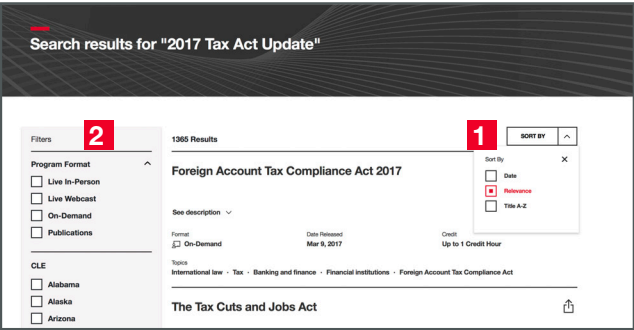 Search results for "2017 Tax Act Update"
Filters
2
1365 Results
1
SORT BY
Program Format
Live In-Person
Live Webcast
On-Demand
Publications
CLE
Alabama
Alaska
Arizona
Sort By
Date
Relevance
Title A-Z
Foreign Account Tax Compliance Act 2017
See description
Format
On-Demand
Date Released
Mar 9, 2017
Credit
Up to 1 Credit Hour
Topics
International law · Tax · Banking and finance · Financial institutions · Foreign Account Tax Compliance Act
The Tax Cuts and Jobs Act